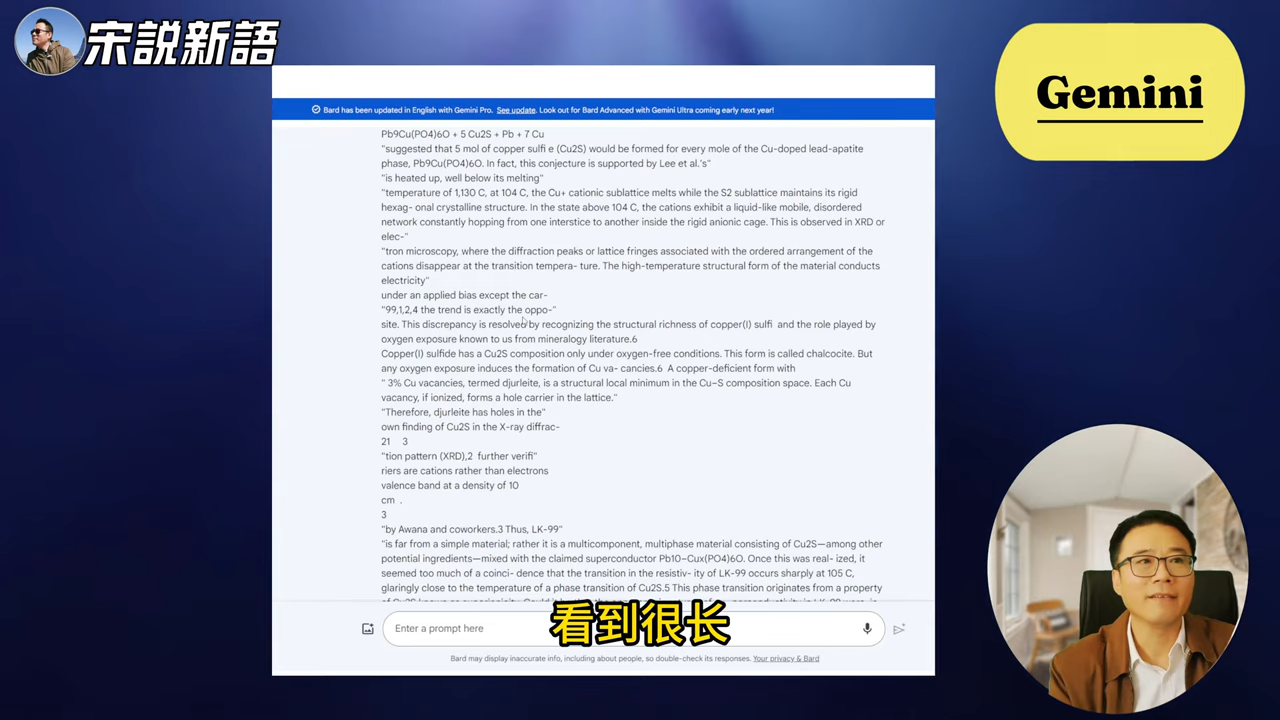 宋説新語
Gemini
Bard has been updated in English with Gemini Pro. See update. Look out for Bard Advanced with Gemini Ultra coming early next year!
Pb9Cu(PO4)6O + 5 Cu2S + Pb + 7 Cu
"suggested that 5 mol of copper sulfi e (Cu2S) would be formed for every mole of the Cu-doped lead-apatite
phase, Pb9Cu(PO4)6O. In fact, this conjecture is supported by Lee et al.'s"
"is heated up, well below its melting"
"temperature of 1,130 C, at 104 C, the Cu+ cationic sublattice melts while the S2 sublattice maintains its rigid
hexag- onal crystalline structure. In the state above 104 C, the cations exhibit a liquid-like mobile, disordered
network constantly hopping from one interstice to another inside the rigid anionic cage. This is observed in XRD or
elec-"
"tron microscopy, where the diffraction peaks or lattice fringes associated with the ordered arrangement of the
cations disappear at the transition tempera- ture. The high-temperature structural form of the material conducts
electricity"
under an applied bias except the car-
"99,1,2,4 the trend is exactly the oppo-"
site. This discrepancy is resolved by recognizing the structural richness of copper(I) sulfi  and the role played by
oxygen exposure known to us from mineralogy literature.6
Copper(I) sulfide has a Cu2S composition only under oxygen-free conditions. This form is called chalcocite. But
any oxygen exposure induces the formation of Cu va- cancies.6  A copper-deficient form with
" 3% Cu vacancies, termed djurleite, is a structural local minimum in the Cu–S composition space. Each Cu
vacancy, if ionized, forms a hole carrier in the lattice."
"Therefore, djurleite has holes in the"
own finding of Cu2S in the X-ray diffrac-
21    3
"tion pattern (XRD),2  further verifi"
riers are cations rather than electrons
valence band at a density of 10
cm  .
3
"by Awana and coworkers.3 Thus, LK-99"
"is far from a simple material; rather it is a multicomponent, multiphase material consisting of Cu2S—among other
potential ingredients—mixed with the claimed superconductor Pb10–Cux(PO4)6O. Once this was real- ized, it
seemed too much of a coinci- dence that the transition in the resistiv- ity of LK-99 occurs sharply at 105 C,
glaringly close to the temperature of a phase transition of Cu2S.5 This phase transition originates from a property
Enter a prompt here
看到很长
Bard may display inaccurate info, including about people, so double-check its responses. Your privacy & Bard